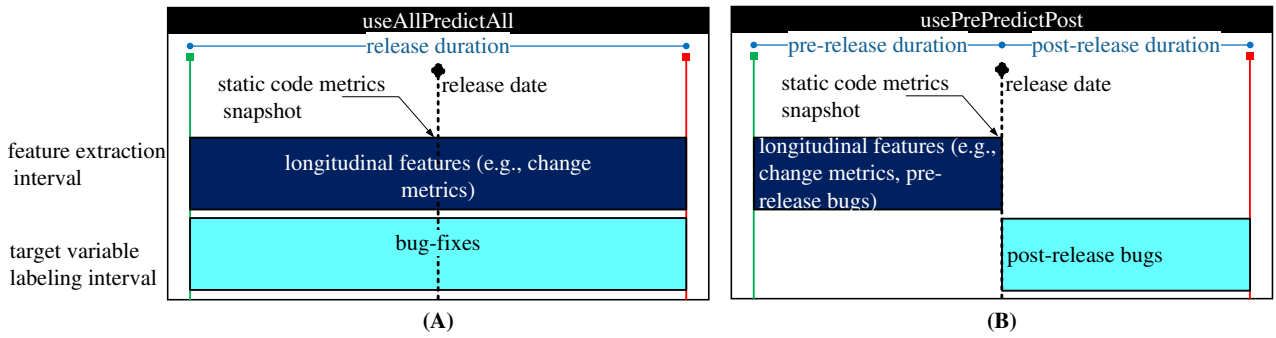 useAllPredictAll
release duration
static code metrics
snapshot
release date
feature extraction
interval
longitudinal features (e.g., change
metrics)
target variable
labeling interval
bug-fixes
(A)
usePrePredictPost
pre-release duration
post-release duration
static code metrics
snapshot
release date
longitudinal features (e.g.,
change metrics, pre-
release bugs)
post-release bugs
(B)